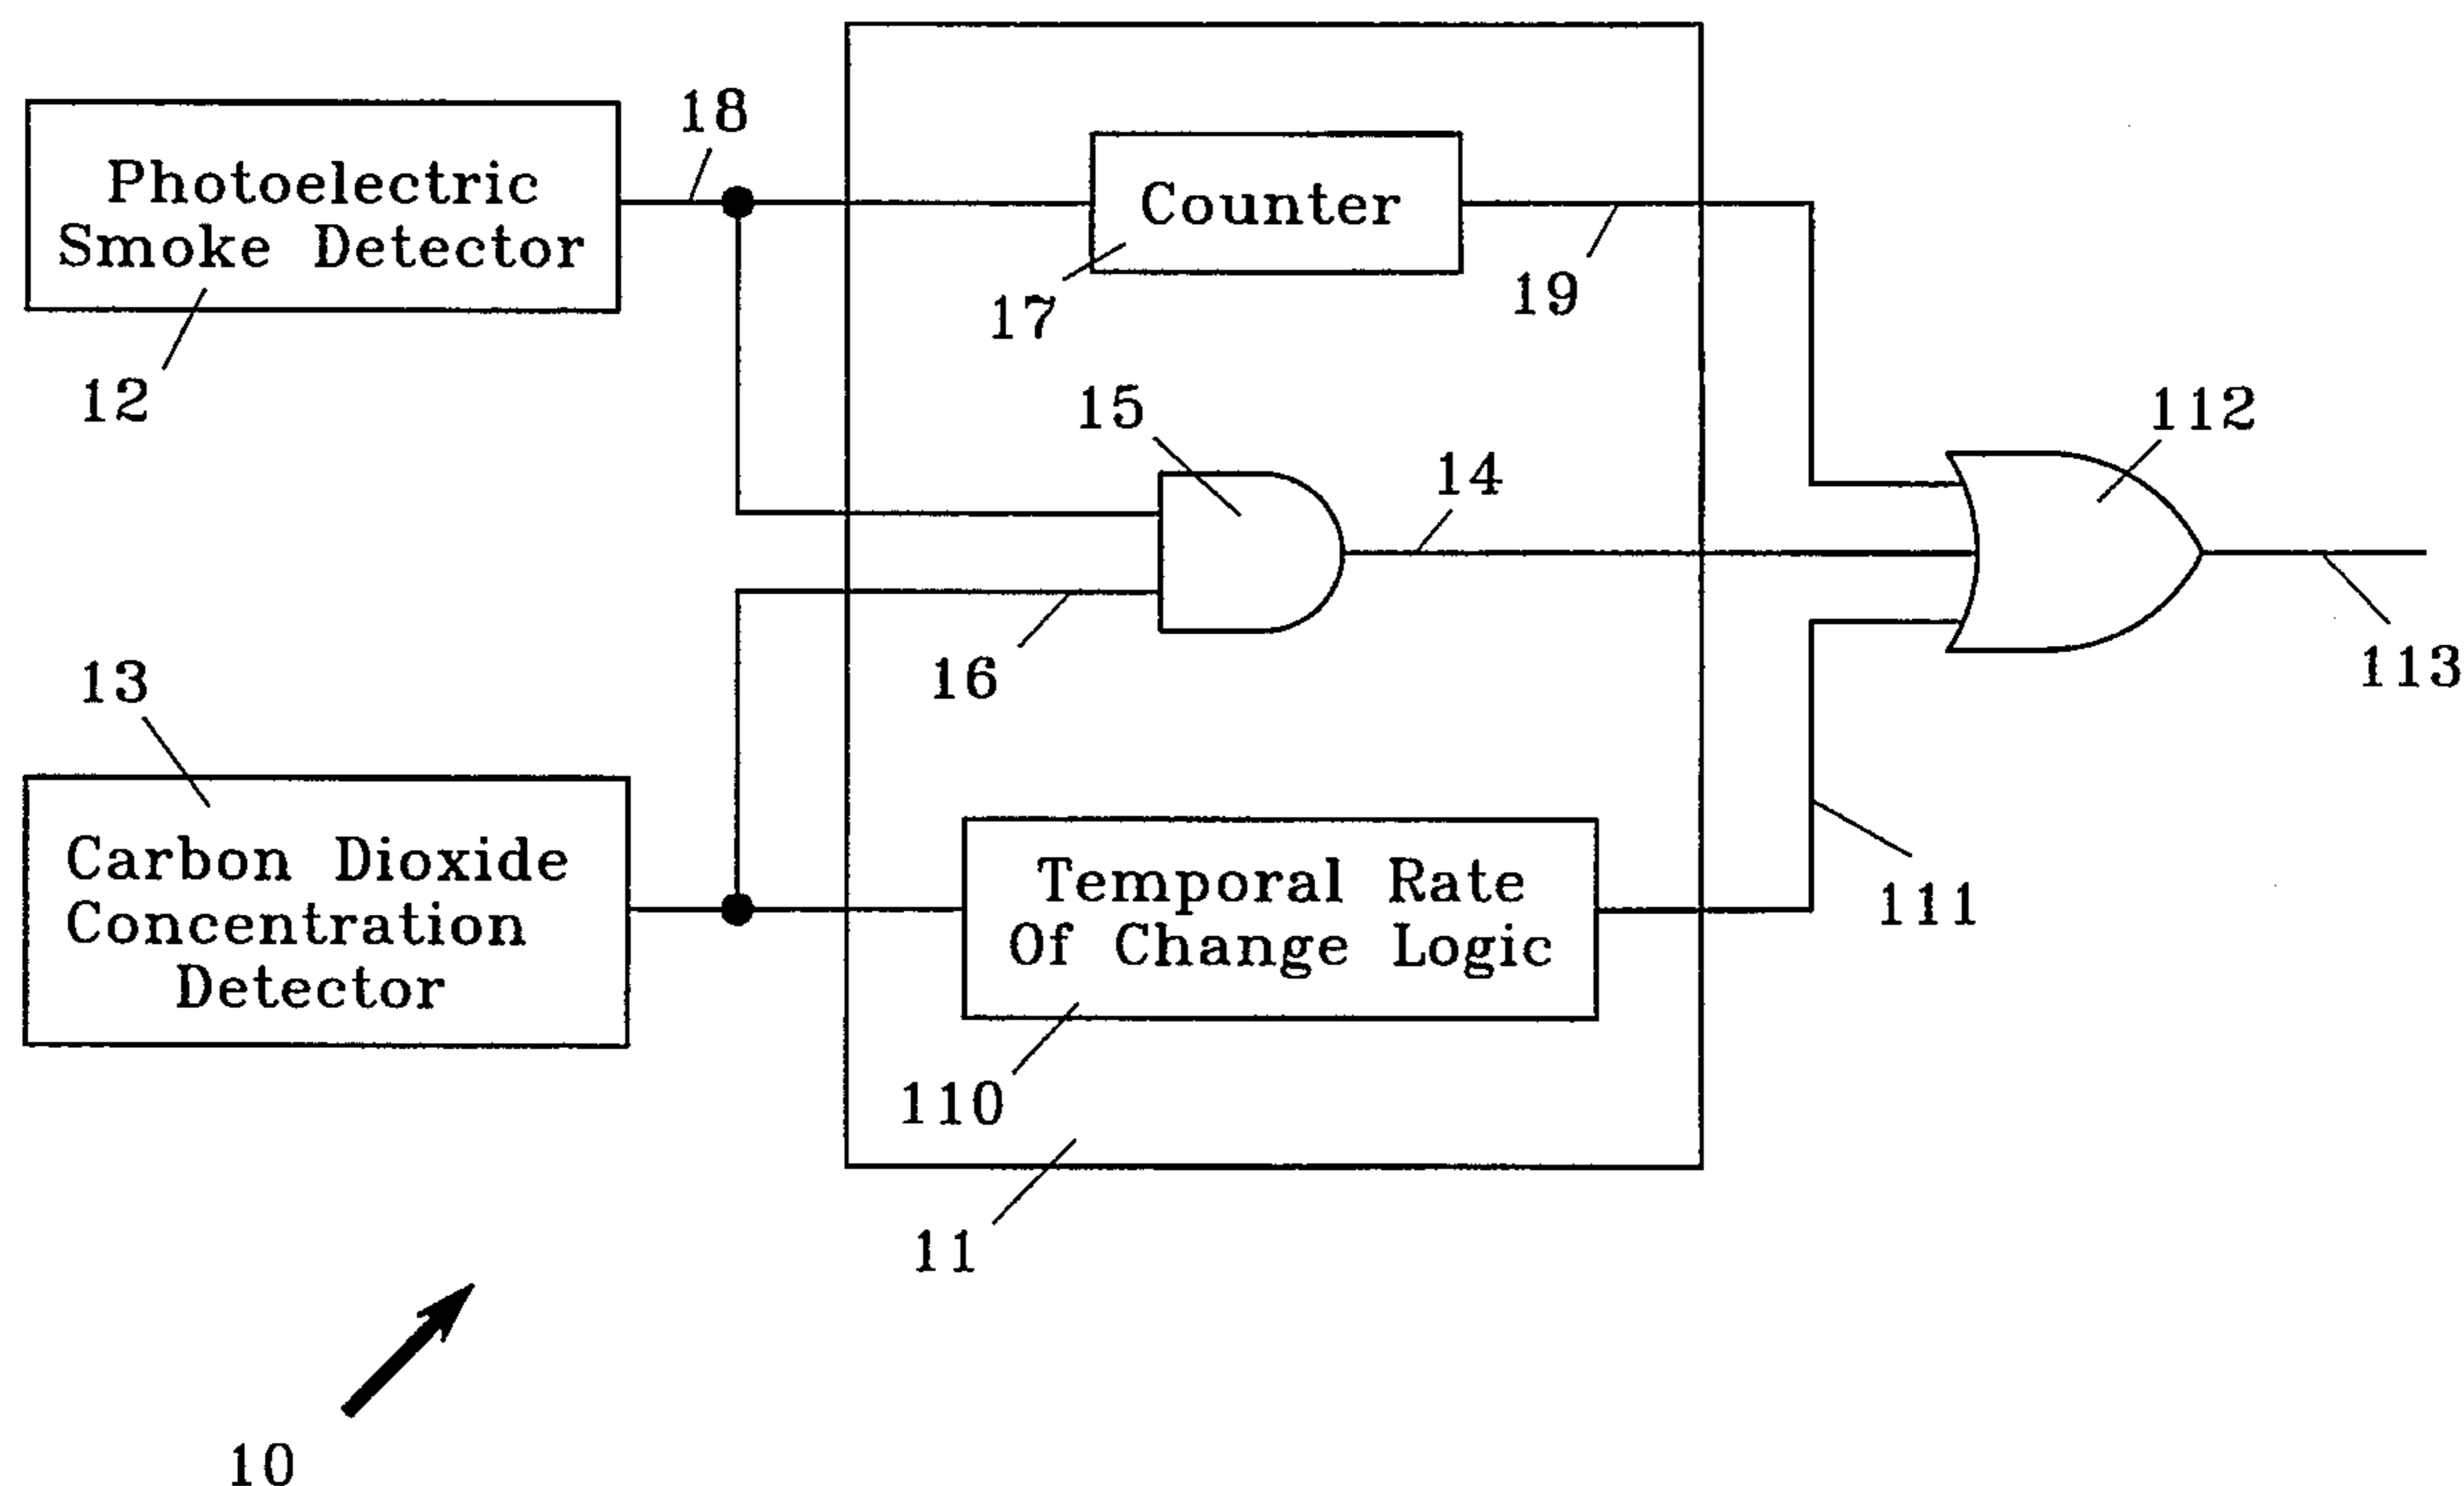 18
Photoelectric
Smoke Detector
12
Counter
17
19
15
14
112
16
113
13
Carbon Dioxide
Concentration
Detector
Temporal Rate
Of Change Logic
111
110
11
10